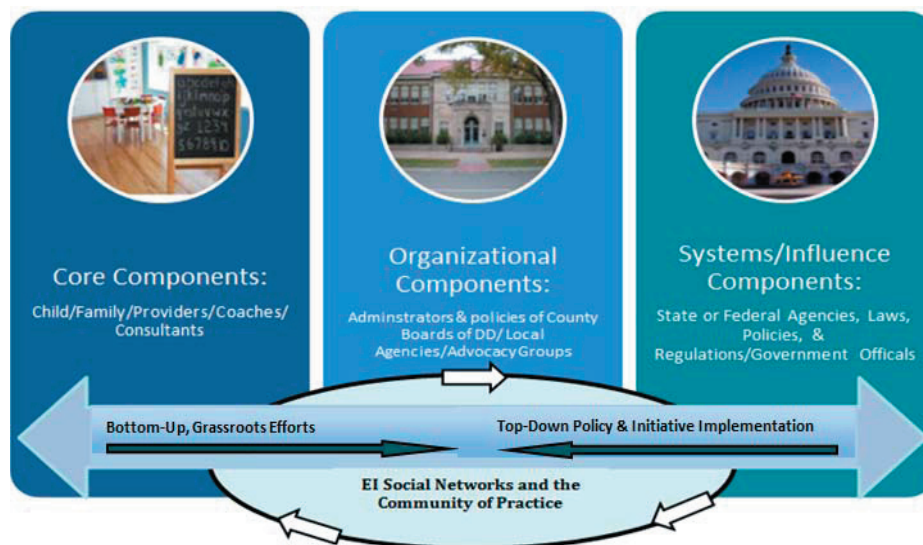 Core Components:
Child/Family/Providers/Coaches/
Consultants
Organizational
Components:
Adminstrators & policies of County
Boards of DD/ Local
Agencies/Advocacy Groups
Systems/Influence
Components:
State or Federal Agencies, Laws,
Policies, &
Regulations/Government Officals
Bottom-Up, Grassroots Efforts
Top-Down Policy & Initiative Implementation
EI Social Networks and the
Community of Practice